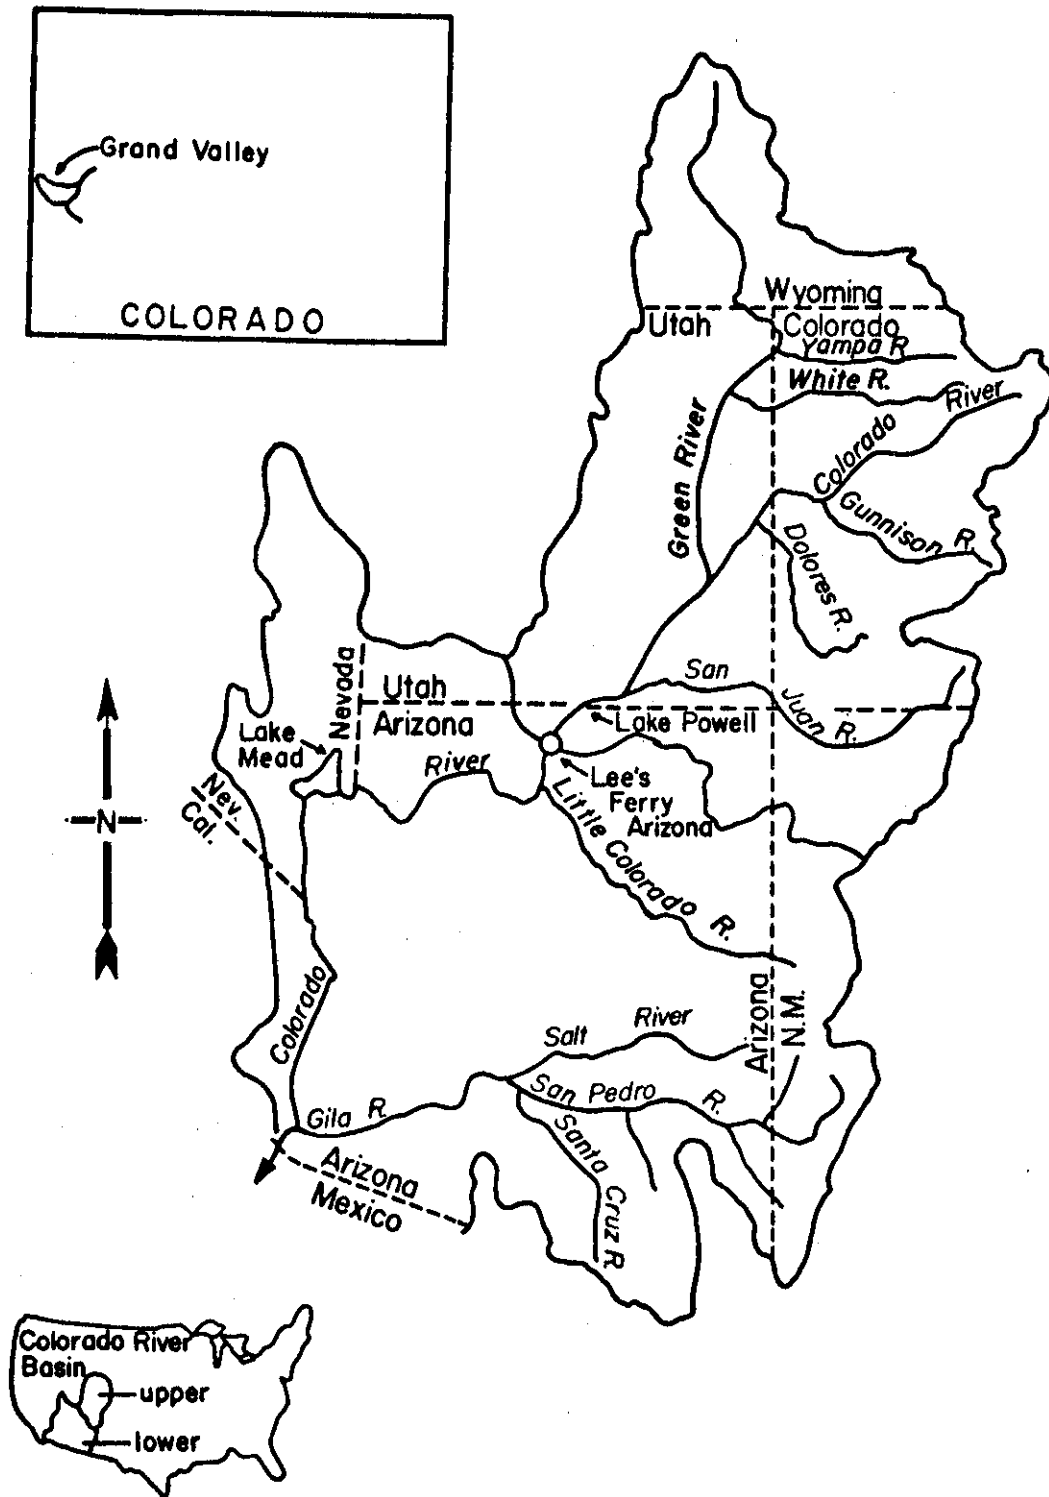 Grand Valley
COLORADO
Wyoming
Utah
Colorado
Yampa R
White R.
Colorado River
Green River
Gunnison R.
Dolores R.
San Juan R.
Nevada
Utah
Arizona
Lake Powell
Lake
Mead
River
Lee's
Ferry
Arizona
Nev.
Cal.
N
Little Colorado R.
Colorado
Arizona
N.M.
Salt River
San Pedro R.
Gila R.
Santa Cruz R.
Arizona
Mexico
Colorado River
Basin
upper
lower